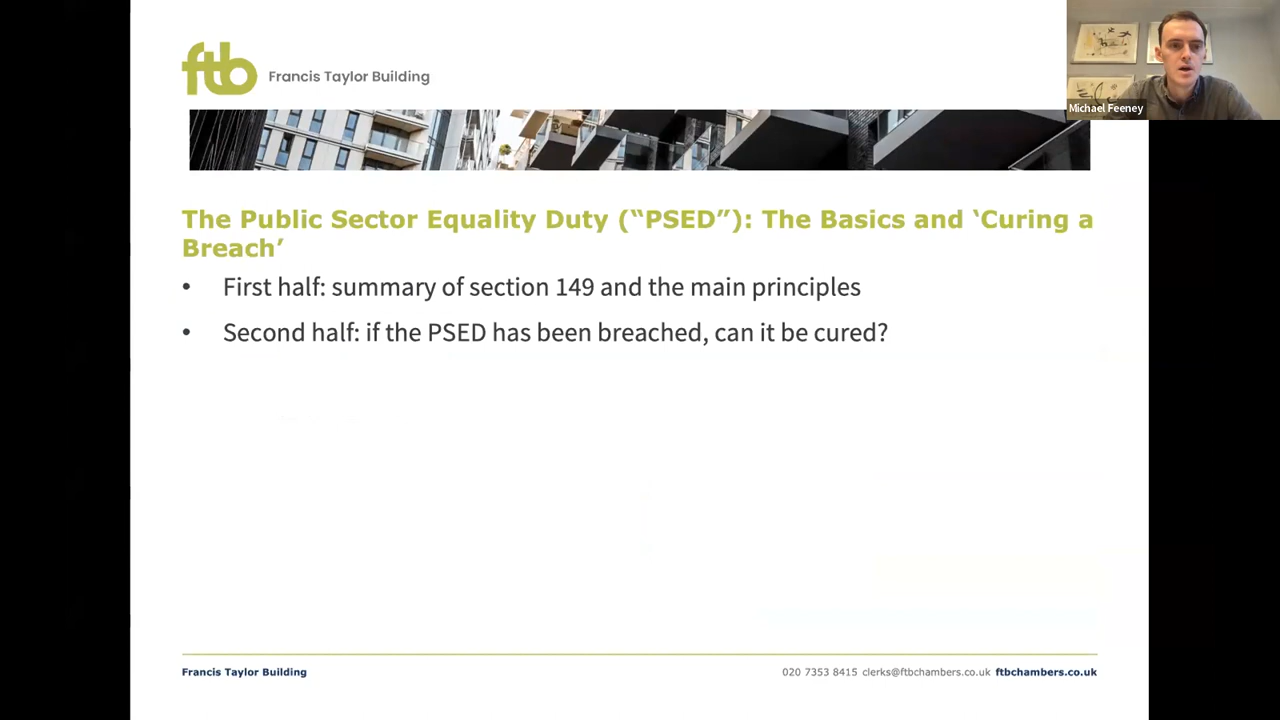 ftb Francis Taylor Building
Michael Feeney
The Public Sector Equality Duty (“PSED”): The Basics and ‘Curing a
Breach’
• First half: summary of section 149 and the main principles
• Second half: if the PSED has been breached, can it be cured?
Francis Taylor Building
020 7353 8415 clerks@ftbchambers.co.uk ftbchambers.co.uk